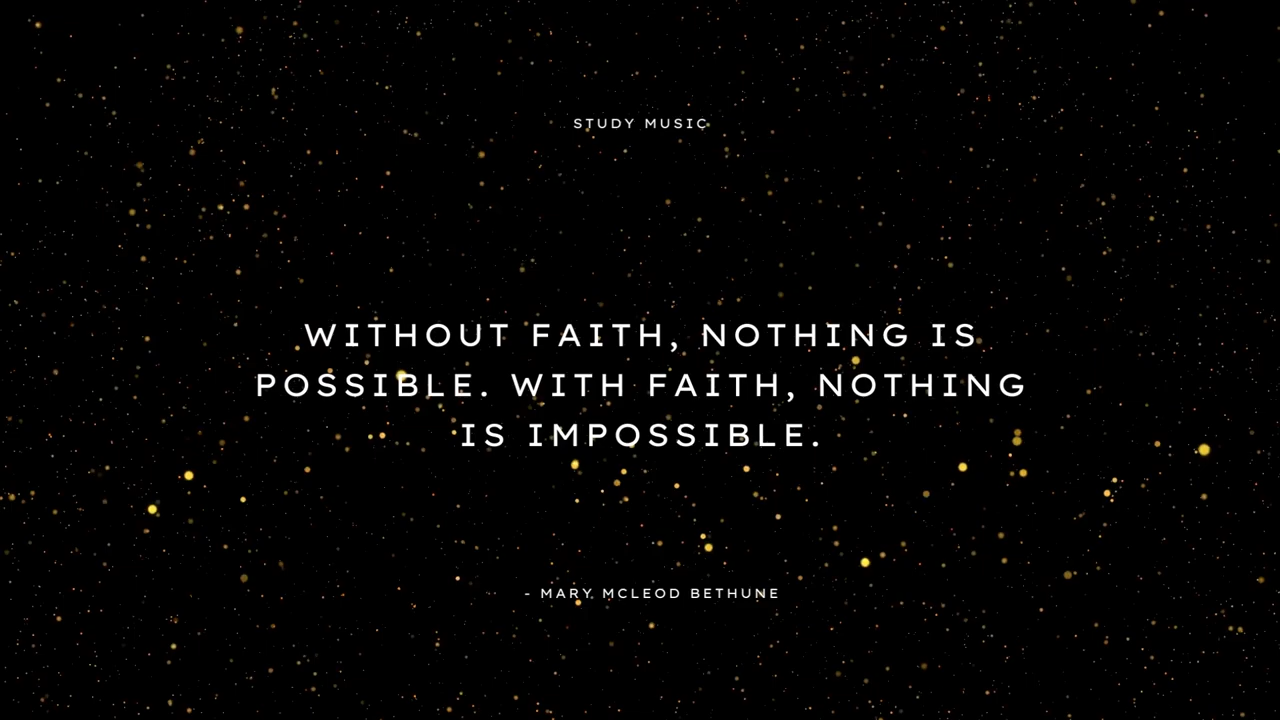 STUDY MUSIC
WITHOUT FAITH, NOTHING IS
POSSIBLE. WITH FAITH, NOTHING
IS IMPOSSIBLE.
- MARY MCLEOD BETHUNE